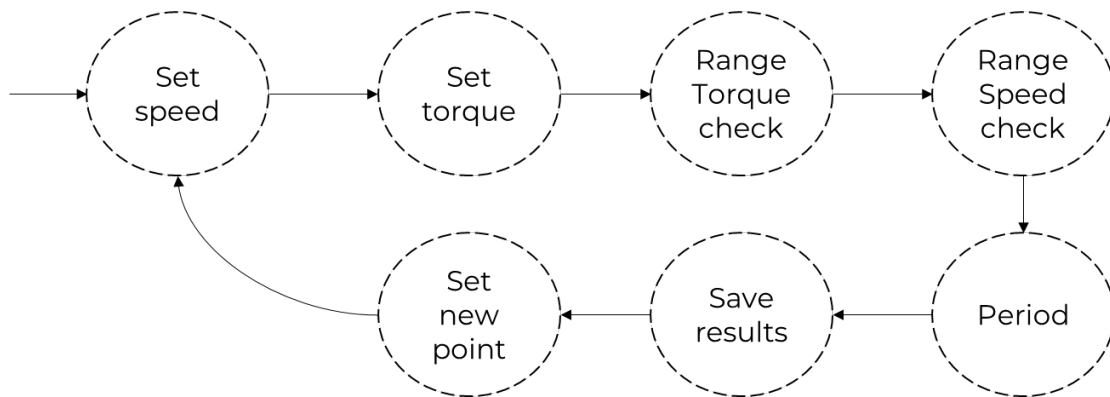 Set
speed
Set
torque
Range
Torque
check
Range
Speed
check
Period
Save
results
Set
new
point